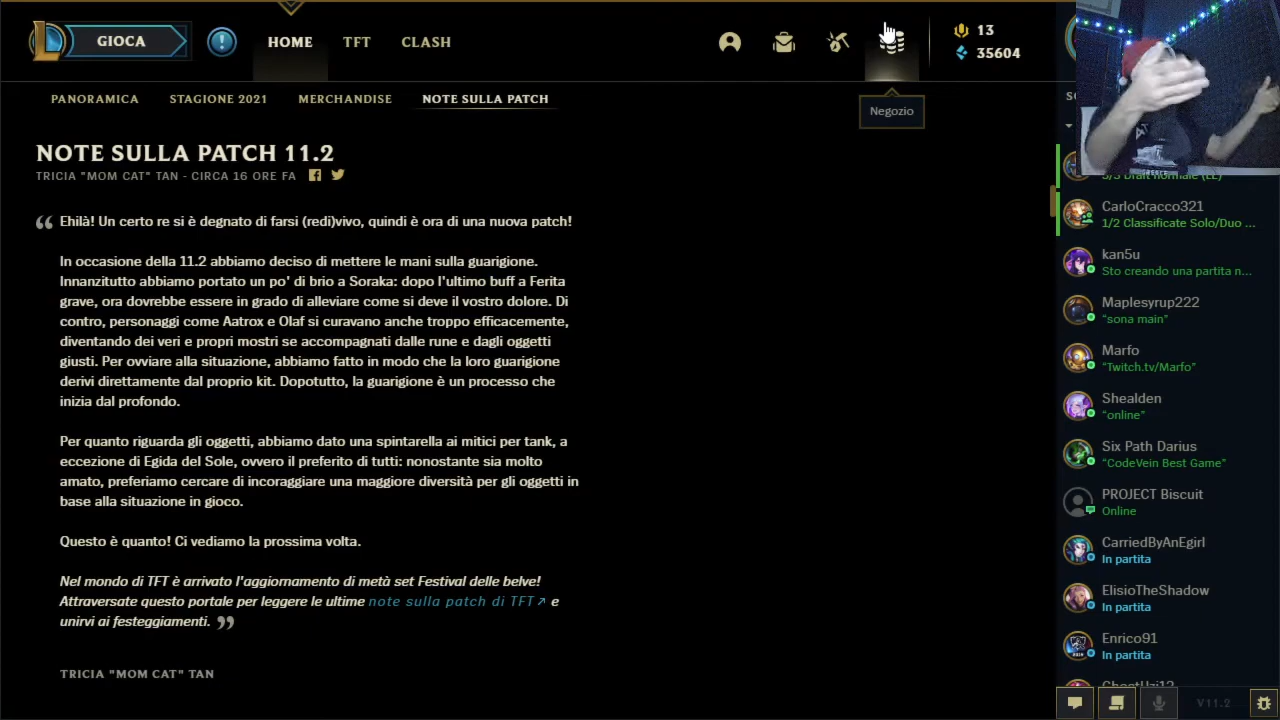 GIOCA
HOME
TFT
CLASH
13
35604
Negozio
PANORAMICA
STAGIONE 2021
MERCHANDISE
NOTE SULLA PATCH
NOTE SULLA PATCH 11.2
TRICIA "MOM CAT" TAN - CIRCA 16 ORE FA
“ Ehilà! Un certo re si è degnato di farsi (redi)vivo, quindi è ora di una nuova patch!
In occasione della 11.2 abbiamo deciso di mettere le mani sulla guarigione.
Innanzitutto abbiamo portato un po' di brio a Soraka: dopo l'ultimo buff a Ferita
grave, ora dovrebbe essere in grado di alleviare come si deve il vostro dolore. Di
contro, personaggi come Aatrox e Olaf si curavano anche troppo efficacemente,
diventando dei veri e propri mostri se accompagnati dalle rune e dagli oggetti
giusti. Per ovviare alla situazione, abbiamo fatto in modo che la loro guarigione
derivi direttamente dal proprio kit. Dopotutto, la guarigione è un processo che
inizia dal profondo.
Per quanto riguarda gli oggetti, abbiamo dato una spintarella ai mitici per tank, a
eccezione di Egida del Sole, ovvero il preferito di tutti: nonostante sia molto
amato, preferiamo cercare di incoraggiare una maggiore diversità per gli oggetti in
base alla situazione in gioco.
Questo è quanto! Ci vediamo la prossima volta.
Nel mondo di TFT è arrivato l'aggiornamento di metà set Festival delle belve!
Attraversate questo portale per leggere le ultime note sulla patch di TFT e
unirvi ai festeggiamenti. ”
TRICIA "MOM CAT" TAN
3/5 Draft normale (LE)
CarloCracco321
1/2 Classificate Solo/Duo ...
kan5u
Sto creando una partita n...
Maplesyrup222
“sona main”
Marfo
“Twitch.tv/Marfo”
Shealden
“online”
Six Path Darius
“CodeVein Best Game”
PROJECT Biscuit
Online
CarriedByAnEgirl
In partita
ElisioTheShadow
In partita
Enrico91
In partita
V11.2